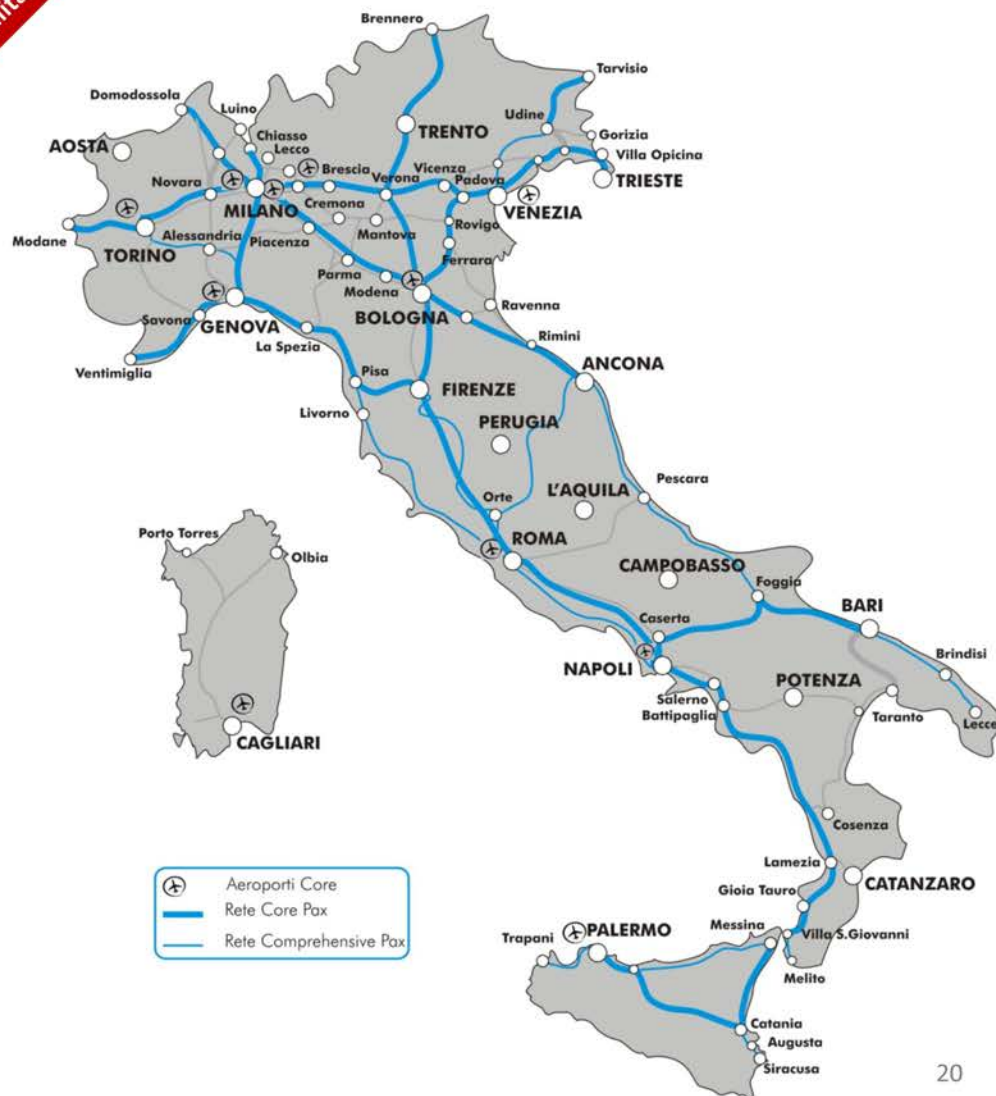 Brennero
Tarvisio
Domodossola
Luino
Udine
Gorizia
Chiasso
Lecco
TRENTO
AOSTA
Villa Opicina
Brescia
Vicenza
Padova
TRIESTE
Novara
Verona
MILANO
Cremona
VENEZIA
Mantova
Rovigo
Modane
TORINO
Alessandria
Piacenza
Ferrara
Parma
Modena
Savona
GENOVA
BOLOGNA
Ravenna
La Spezia
Rimini
Ventimiglia
Pisa
ANCONA
FIRENZE
Livorno
PERUGIA
Pescara
L'AQUILA
Orte
ROMA
Porto Torres
Olbia
CAMPOBASSO
Foggia
BARI
Caserta
Brindisi
NAPOLI
POTENZA
Salerno
Battipaglia
Taranto
Lecce
CAGLIARI
Cosenza
Lamezia
CATANZARO
Gioia Tauro
Aeroporti Core
Rete Core Pax
Rete Comprehensive Pax
Messina
Villa S.Giovanni
PALERMO
Trapani
Melito
Catania
Augusta
Siracusa
20